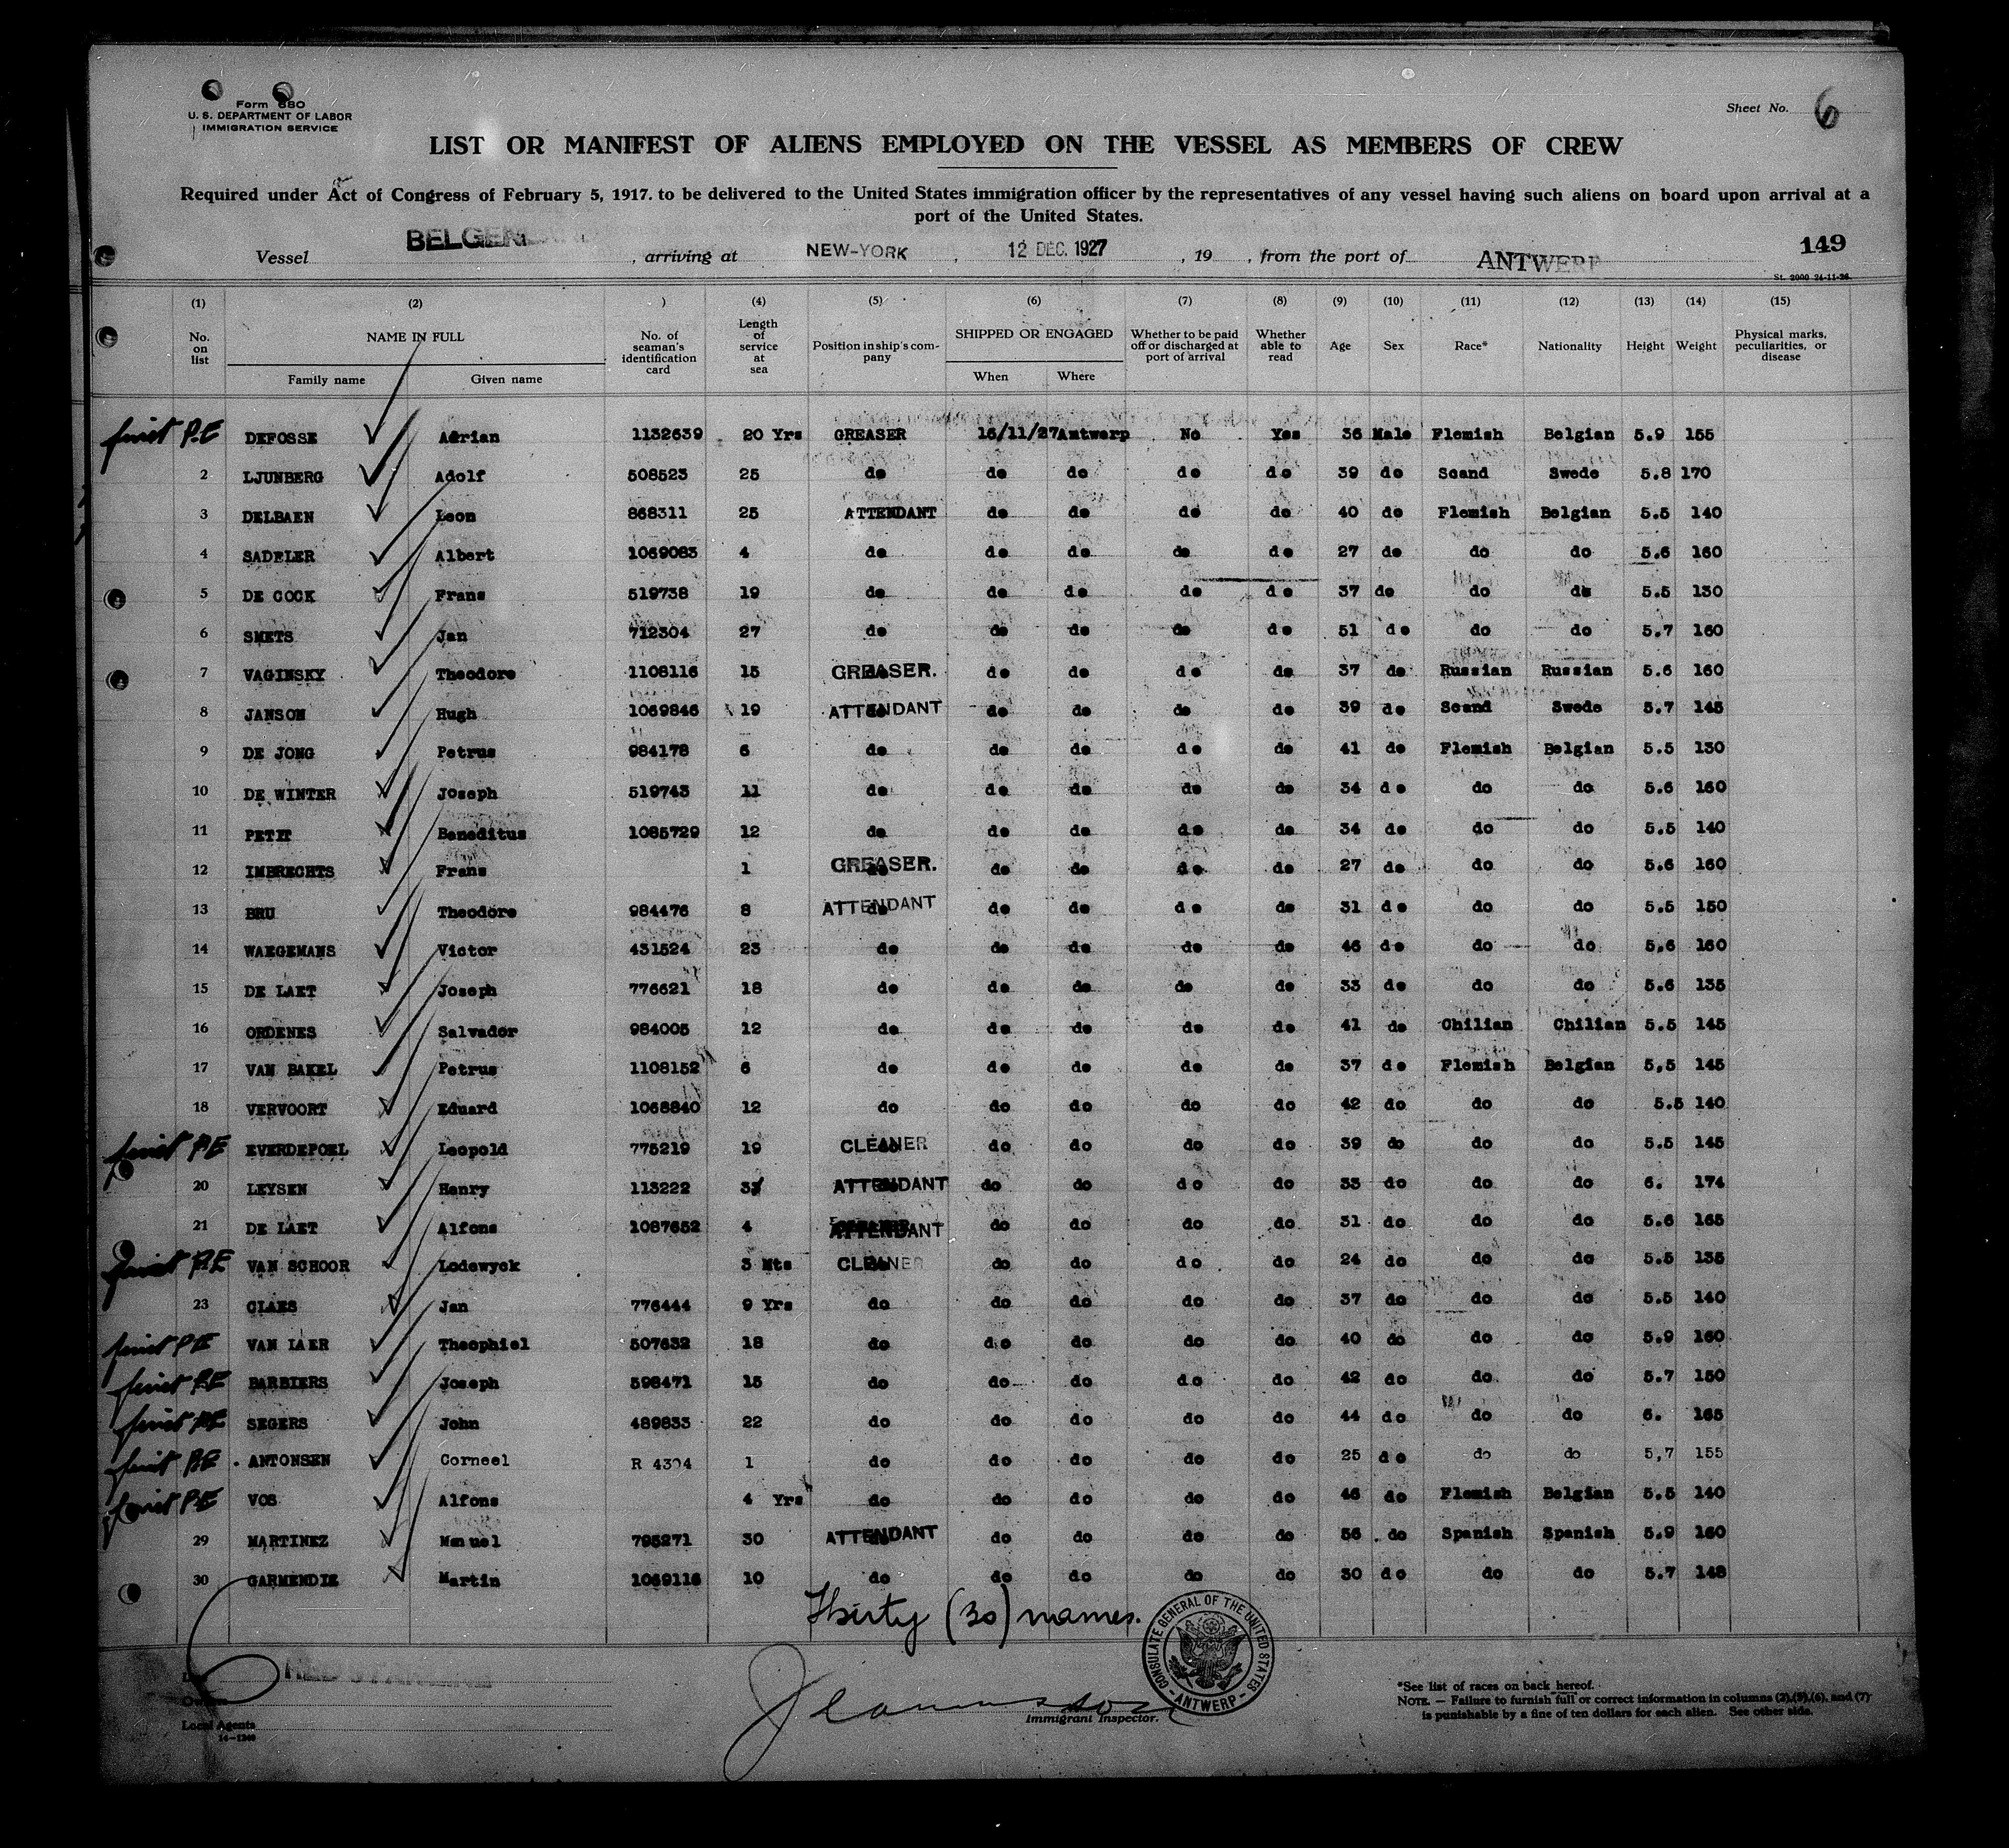 Form 680
U. S. DEPARTMENT OF LABOR
IMMIGRATION SERVICE
Sheet No. 6
LIST OR MANIFEST OF ALIENS EMPLOYED ON THE VESSEL AS MEMBERS OF CREW
Required under Act of Congress of February 5, 1917. to be delivered to the United States immigration officer by the representatives of any vessel having such aliens on board upon arrival at a
port of the United States.
149
Vessel BELGENLAND, arriving at NEW-YORK, 12 DEC. 1927, 19 , from the port of ANTWERP
St. 2000 24-11-26.
(1) (2) ) (4) (5) (6) (7) (8) (9) (10) (11) (12) (13) (14) (15)
No. on list NAME IN FULL Family name Given name No. of seaman's identification card Length of service at sea Position in ship's company SHIPPED OR ENGAGED When Where Whether to be paid off or discharged at port of arrival Whether able to read Age Sex Race* Nationality Height Weight Physical marks, peculiarities, or disease
P.E DEFOSSE Adrian 1132639 20 Yrs GREASER 16/11/27 Antwerp No Yes 36 Male Flemish Belgian 5.9 155
2 LJUNBERG Adolf 508523 25 do do do do do 39 do Scand Swede 5.8 170
3 DELBAEN Leon 868311 25 ATTENDANT do do do do 40 do Flemish Belgian 5.5 140
4 SADELER Albert 1069083 4 do do do do do 27 do do do 5.6 160
5 DE COCK Frans 519738 19 do do do do do 37 do do do 5.5 130
6 SMETS Jan 712304 27 do do do do do 51 do do do 5.7 160
7 VAGINSKY Theodore 1108116 15 GREASER. do do do do 37 do Russian Russian 5.6 160
8 JANSON Hugh 1069846 19 ATTENDANT do do do do 39 do Scand Swede 5.7 145
9 DE JONG Petrus 984178 6 do do do do do 41 do Flemish Belgian 5.5 130
10 DE WINTER Joseph 519743 11 do do do do do 34 do do do 5.6 160
11 PETIT Beneditus 1085729 12 do do do do do 34 do do do 5.5 140
12 IMBRECHTS Frans 1 GREASER. do do do do 27 do do do 5.6 160
13 BRU Theodore 984476 8 ATTENDANT do do do do 31 do do do 5.5 150
14 WAEGEMANS Victor 431524 23 do do do do do 46 do do do 5.6 160
15 DE LAET Joseph 776621 18 do do do do do 33 do do do 5.6 135
16 ORDENES Salvador 984005 12 do do do do do 41 do Chilian Chilian 5.5 145
17 VAN BAKEL Petrus 1108152 6 do do do do do 37 do Flemish Belgian 5,5 145
18 VERVOORT Eduard 1068840 12 do do do do do 42 do do do 5.5 140
P.E EVERDEPOEL Leopold 775219 19 CLEANER do do do do 39 do do do 5.5 145
20 LEYSEN Henry 113222 ATTENDANT do do do do 33 do do do 6. 174
21 DE LAET Alfons 1087652 4 ATTENDANT do do do do 31 do do do 5.6 165
P.E VAN SCHOOR Lodewyck 3 Mts CLEANER do do do do 24 do do do 5.5 135
23 CLAES Jan 776444 9 Yrs do do do do do 37 do do do 5.5 140
P.E VAN LAER Theophiel 507632 18 do do do do do 40 do do do 5.9 160
P.E BARBIERS Joseph 598471 15 do do do do do 42 do do do 5.7 150
P.E SEGERS John 489833 22 do do do do do 44 do do do 6. 165
P.E ANTONSEN Corneel R 4304 1 do do do do do 25 do do do 5,7 155
P.E VOS Alfons 4 Yrs do do do do do 46 do Flemish Belgian 5.5 140
29 MARTINEZ Manuel 795271 30 ATTENDANT do do do do 56 do Spanish Spanish 5.9 160
30 GARMENDIE Martin 1069116 10 do do do do do 30 do do do 5.7 148
Thirty (30) names.
CONSULATE GENERAL OF THE UNITED STATES ANTWERP
RED STAR LINE
Owners
Local Agents
14-1240
Immigrant Inspector.
*See list of races on back hereof.
NOTE. — Failure to furnish full or correct information in columns (2),(5),(6), and (7)
is punishable by a fine of ten dollars for each alien. See other side.